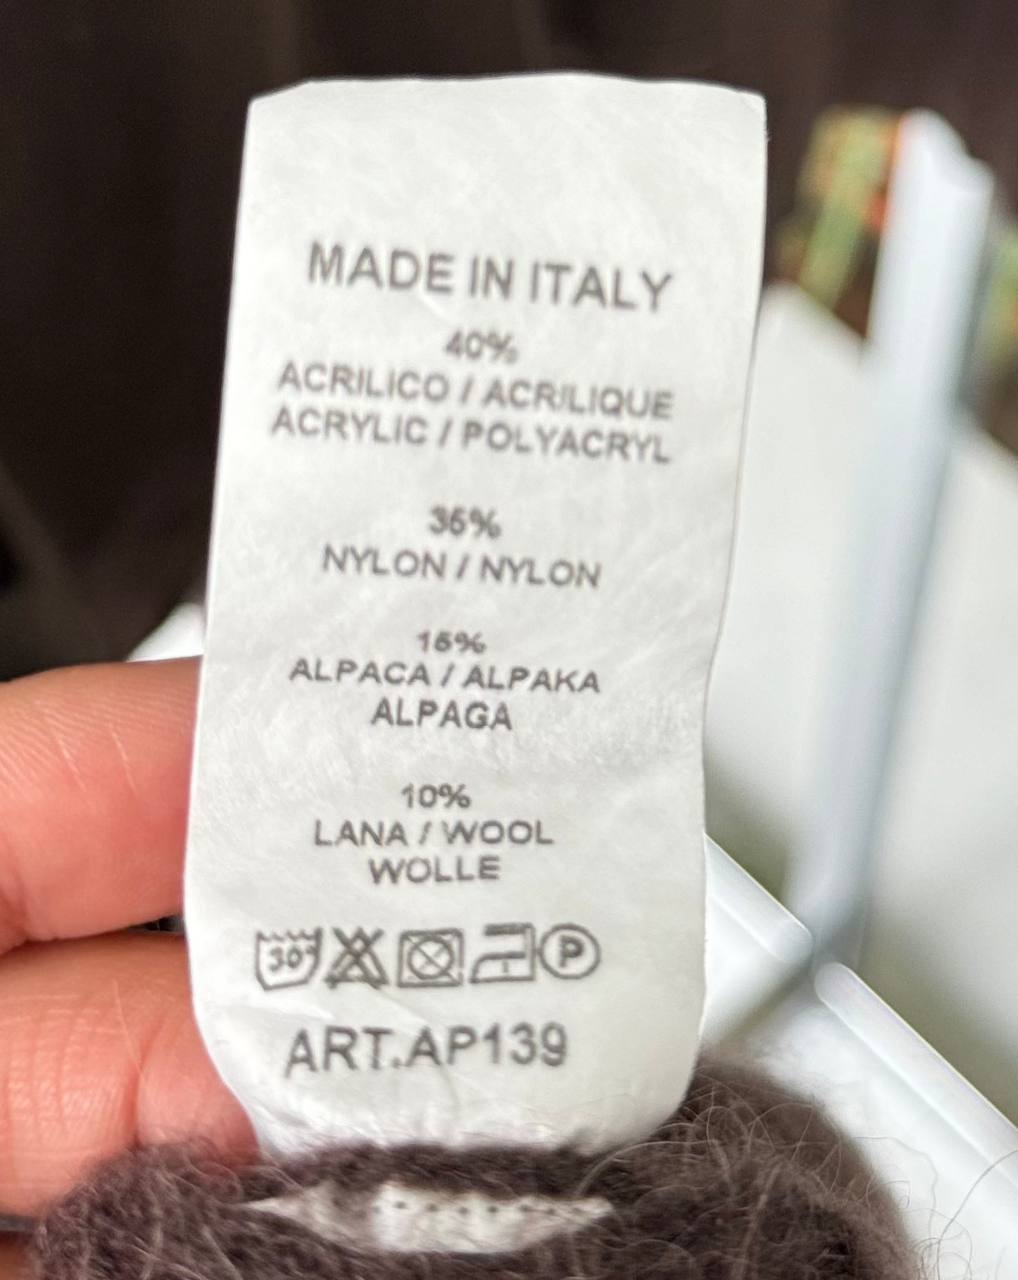 MADE IN ITALY
40%
ACRILICO / ACRILIQUE
ACRYLIC / POLYACRYL
35%
NYLON / NYLON
15%
ALPACA / ALPAKA
ALPAGA
10%
LANA / WOOL
WOLLE
30° P
ART.AP139